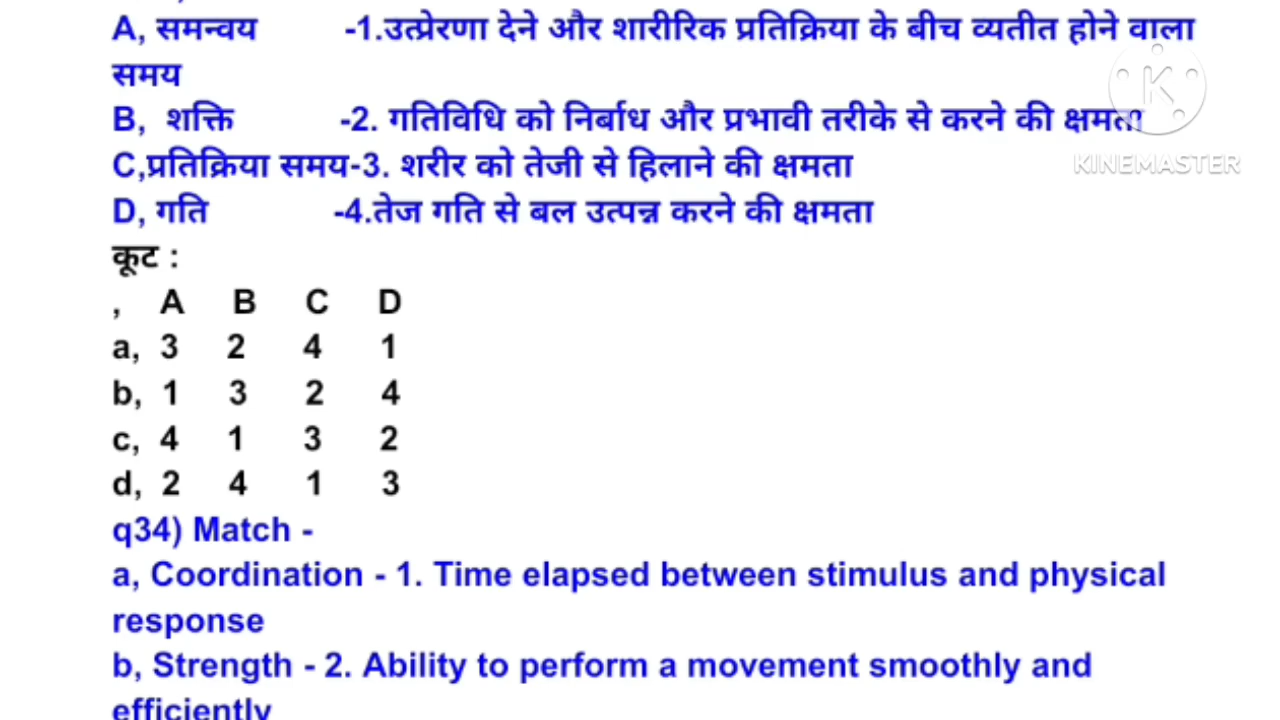 A, समन्वय -1.उत्प्रेरणा देने और शारीरिक प्रतिक्रिया के बीच व्यतीत होने वाला
समय
B, शक्ति -2. गतिविधि को निर्बाध और प्रभावी तरीके से करने की क्षमता
C,प्रतिक्रिया समय-3. शरीर को तेजी से हिलाने की क्षमता
D, गति -4.तेज गति से बल उत्पन्न करने की क्षमता
कूट :
, A B C D
a, 3 2 4 1
b, 1 3 2 4
c, 4 1 3 2
d, 2 4 1 3
q34) Match -
a, Coordination - 1. Time elapsed between stimulus and physical
response
b, Strength - 2. Ability to perform a movement smoothly and
efficiently
K
KINEMASTER